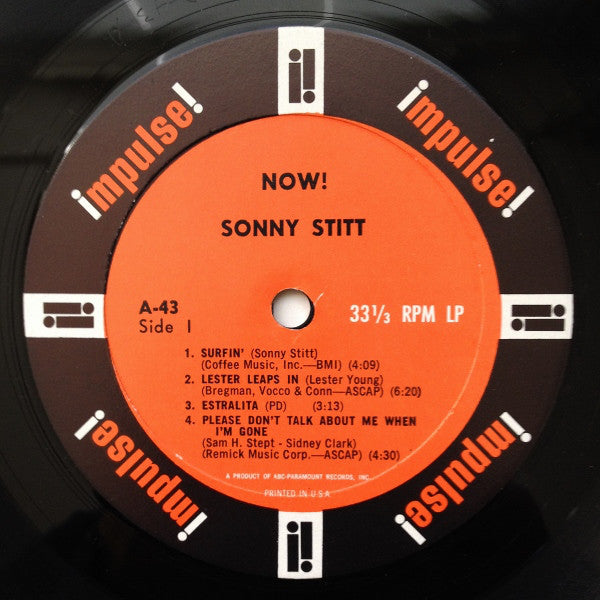 impulse!
impulse!
NOW!
SONNY STITT
A-43
Side 1
33 1/3 RPM LP
1. SURFIN' (Sonny Stitt)
(Coffee Music, Inc.—BMI) (4:09)
2. LESTER LEAPS IN (Lester Young)
(Bregman, Vocco & Conn—ASCAP) (6:20)
3. ESTRALITA (PD) (3:13)
4. PLEASE DON'T TALK ABOUT ME WHEN
I'M GONE
(Sam H. Stept - Sidney Clark)
(Remick Music Corp.—ASCAP) (4:30)
A PRODUCT OF ABC-PARAMOUNT RECORDS, INC.
PRINTED IN U.S.A
impulse!
impulse!